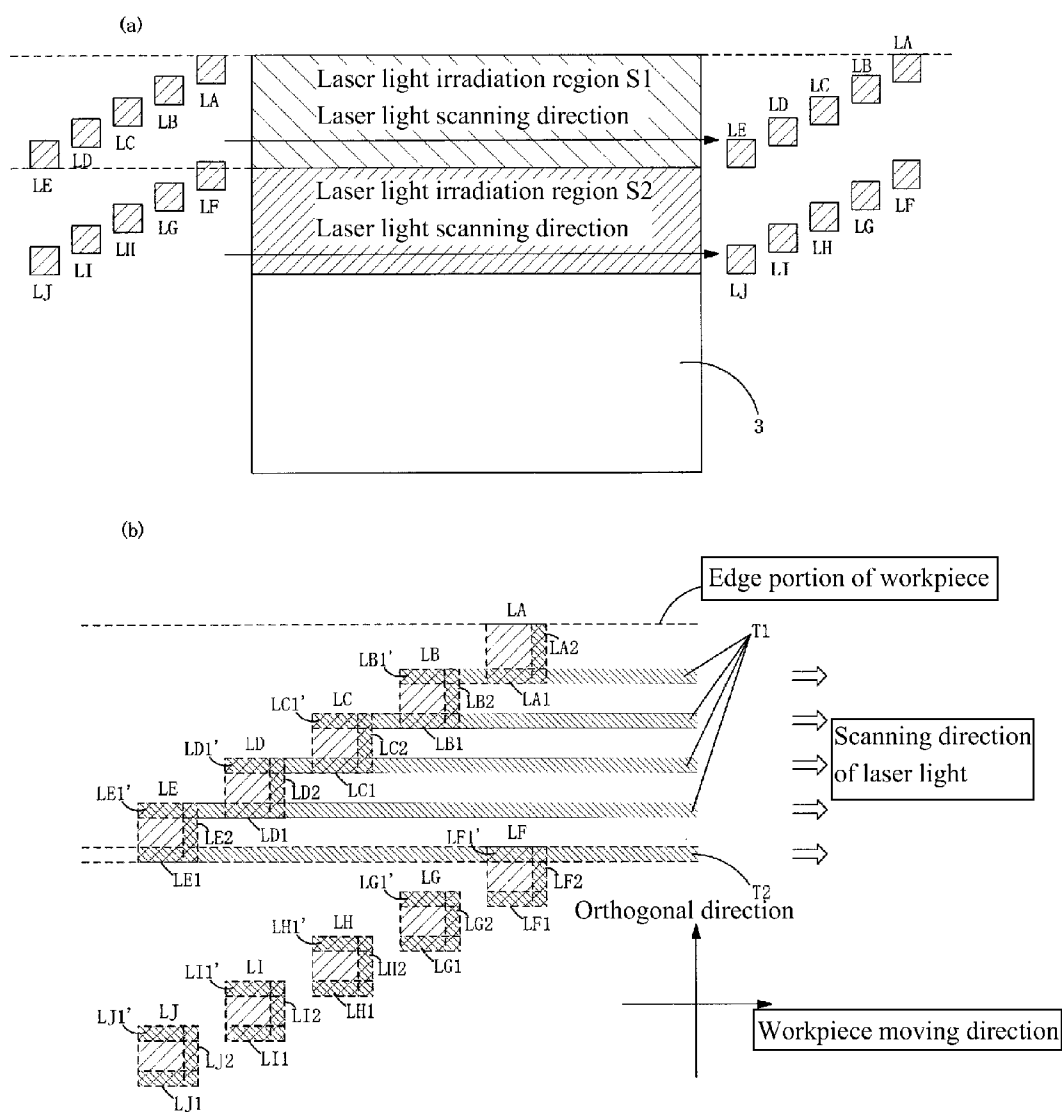 (a)
LA
LB
LC
LD
LE
LF
LG
LH
LI
LJ
Laser light irradiation region S1
Laser light scanning direction
Laser light irradiation region S2
Laser light scanning direction
LA
LB
LC
LD
LE
LF
LG
LH
LI
LJ
3
(b)
Edge portion of workpiece
LA
LA2
T1
LB1'
LB
LB2
LA1
LC1'
LC
LC2
LB1
Scanning direction
of laser light
LD1'
LD
LD2
LC1
LE1'
LE
LE2
LD1
LF1'
LF
LE1
LF2
T2
LG1'
LG
LG2
LF1
Orthogonal direction
LH1'
LH
LH2
LG1
LI1'
LI
LI2
LH1
LJ1'
LJ
LJ2
LI1
Workpiece moving direction
LJ1